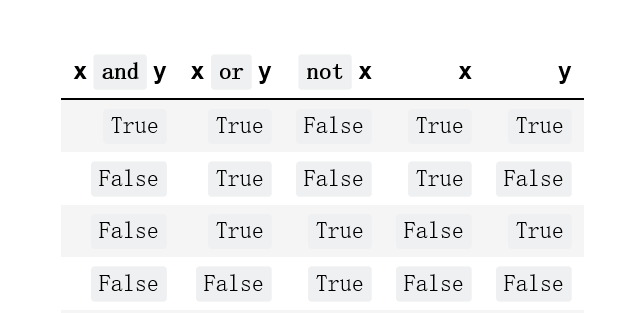 x and y x or y not x x y
True True False True True
False True False True False
False True True False True
False False True False False